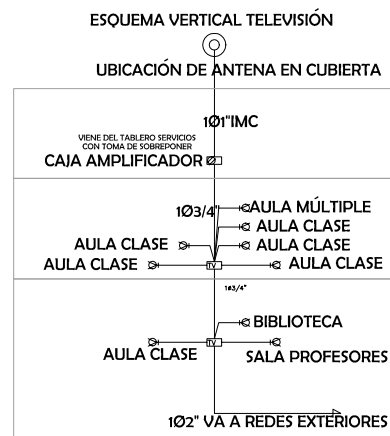 ESQUEMA VERTICAL TELEVISIÓN
UBICACIÓN DE ANTENA EN CUBIERTA
1Ø1"IMC
VIENE DEL TABLERO SERVICIOS
CON TOMA DE SOBREPONER
CAJA AMPLIFICADOR
1Ø3/4"
AULA MÚLTIPLE
AULA CLASE
AULA CLASE
AULA CLASE
AULA CLASE
TV
AULA CLASE
1Ø3/4"
BIBLIOTECA
TV
AULA CLASE
SALA PROFESORES
1Ø2" VA A REDES EXTERIORES